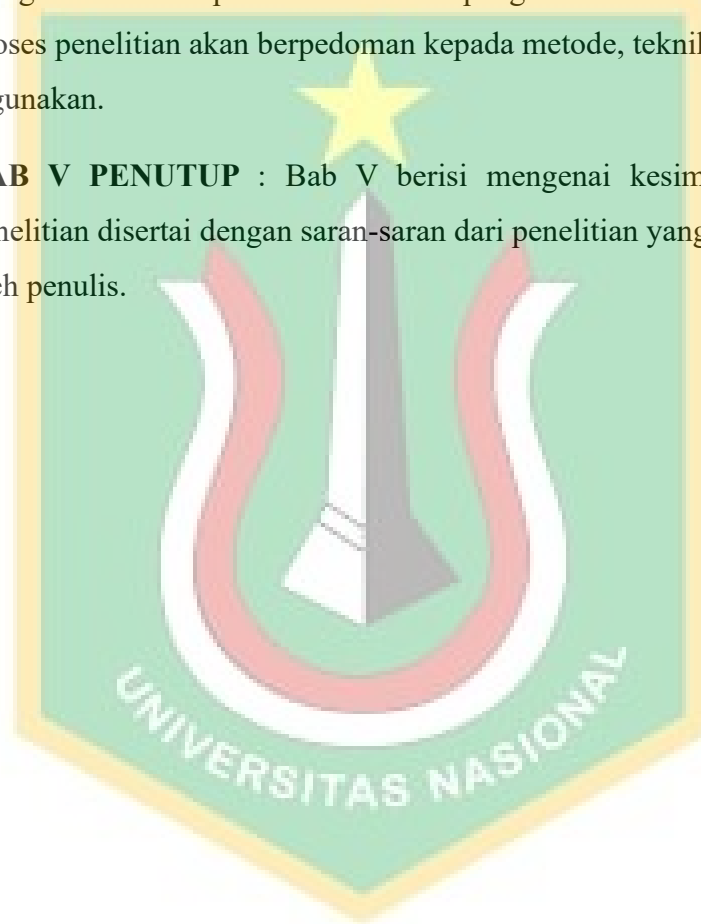 oses penelitian akan berpedoman kepada metode, teknik
gunakan.
AB V PENUTUP : Bab V berisi mengenai kesim
nelitian disertai dengan saran-saran dari penelitian yang
eh penulis.
UNIVERSITAS NASIONAL